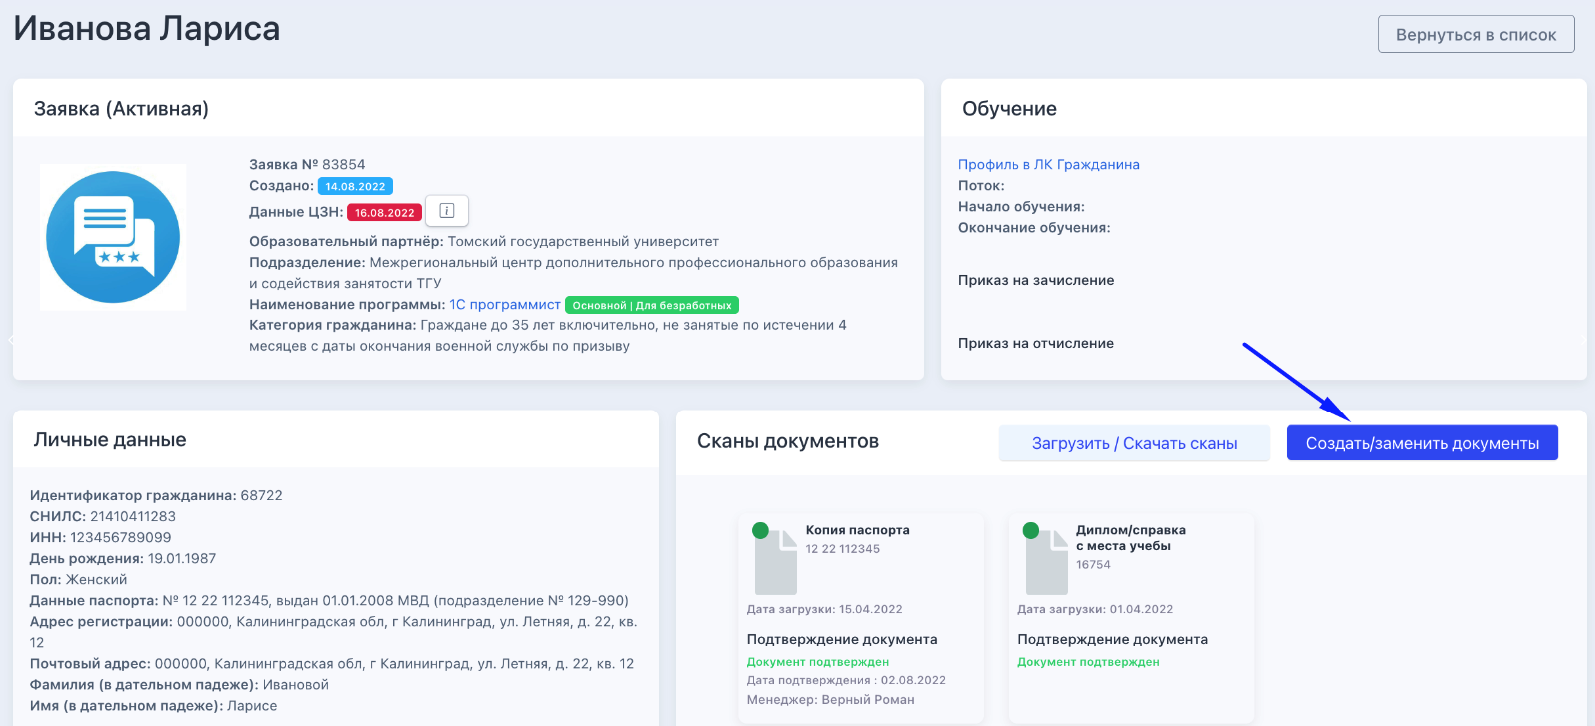 Иванова Лариса
Вернуться в список
Заявка (Активная)
Заявка № 83854
Создано: 14.08.2022
Данные ЦЗН: 16.08.2022 i
Образовательный партнёр: Томский государственный университет
Подразделение: Межрегиональный центр дополнительного профессионального образования
и содействия занятости ТГУ
Наименование программы: 1С программист Основной | Для безработных
Категория гражданина: Граждане до 35 лет включительно, не занятые по истечении 4
месяцев с даты окончания военной службы по призыву
Обучение
Профиль в ЛК Гражданина
Поток:
Начало обучения:
Окончание обучения:
Приказ на зачисление
Приказ на отчисление
Личные данные
Идентификатор гражданина: 68722
СНИЛС: 21410411283
ИНН: 123456789099
День рождения: 19.01.1987
Пол: Женский
Данные паспорта: № 12 22 112345, выдан 01.01.2008 МВД (подразделение № 129-990)
Адрес регистрации: 000000, Калининградская обл, г Калининград, ул. Летняя, д. 22, кв.
12
Почтовый адрес: 000000, Калининградская обл, г Калининград, ул. Летняя, д. 22, кв. 12
Фамилия (в дательном падеже): Ивановой
Имя (в дательном падеже): Ларисе
Сканы документов
Загрузить / Скачать сканы
Создать/заменить документы
Копия паспорта
12 22 112345
Дата загрузки: 15.04.2022
Подтверждение документа
Документ подтвержден
Дата подтверждения : 02.08.2022
Менеджер: Верный Роман
Диплом/справка
с места учебы
16754
Дата загрузки: 01.04.2022
Подтверждение документа
Документ подтвержден